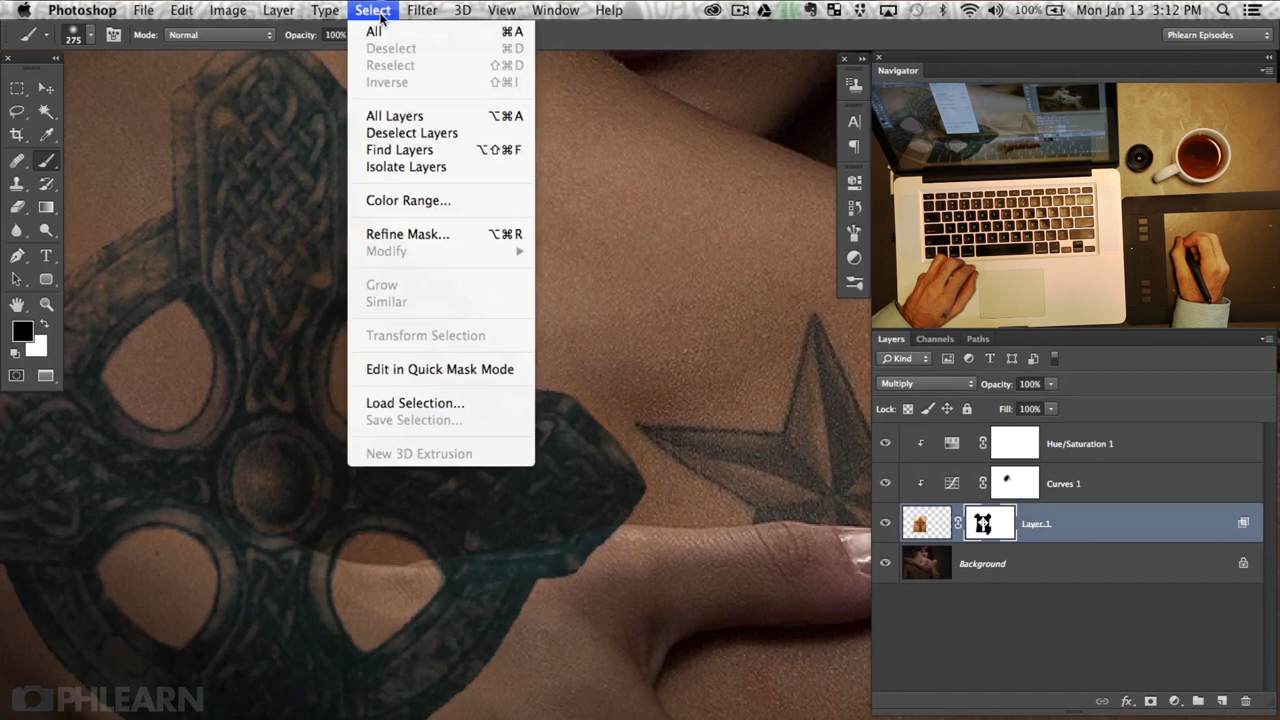 Photoshop File Edit Image Layer Type Select Filter 3D View Window Help 100% Mon Jan 13 3:12 PM
275 Mode: Normal Opacity: 100% Phlearn Episodes
All ⌘A
Deselect ⌘D
Reselect ⇧⌘D
Inverse ⇧⌘I
All Layers ⌥⌘A
Deselect Layers
Find Layers ⌥⇧⌘F
Isolate Layers
Color Range...
Refine Mask... ⌥⌘R
Modify
Grow
Similar
Transform Selection
Edit in Quick Mask Mode
Load Selection...
Save Selection...
New 3D Extrusion
Navigator
Layers Channels Paths
Kind
Multiply Opacity: 100%
Lock: Fill: 100%
Hue/Saturation 1
Curves 1
Layer 1
Background
PHLEARN